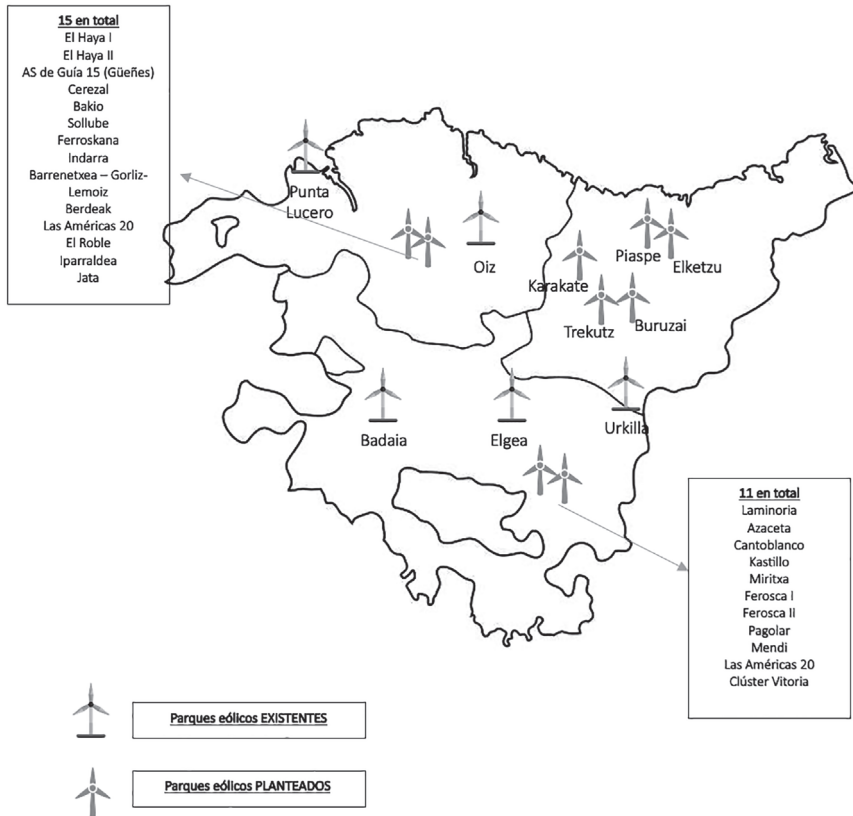 15 en total
El Haya I
El Haya II
AS de Guía 15 (Güeñes)
Cerezal
Bakio
Sollube
Ferroskana
Indarra
Barrenetxea – Gorliz-
Lemoiz
Berdeak
Las Américas 20
El Roble
Iparraldea
Jata
Punta
Lucero
Oiz
Piaspe
Elketzu
Karakate
Trekutz
Buruzai
Badaia
Elgea
Urkilla
11 en total
Laminoria
Azaceta
Cantoblanco
Kastillo
Miritxa
Ferosca I
Ferosca II
Pagolar
Mendi
Las Américas 20
Clúster Vitoria
Parques eólicos EXISTENTES
Parques eólicos PLANTEADOS